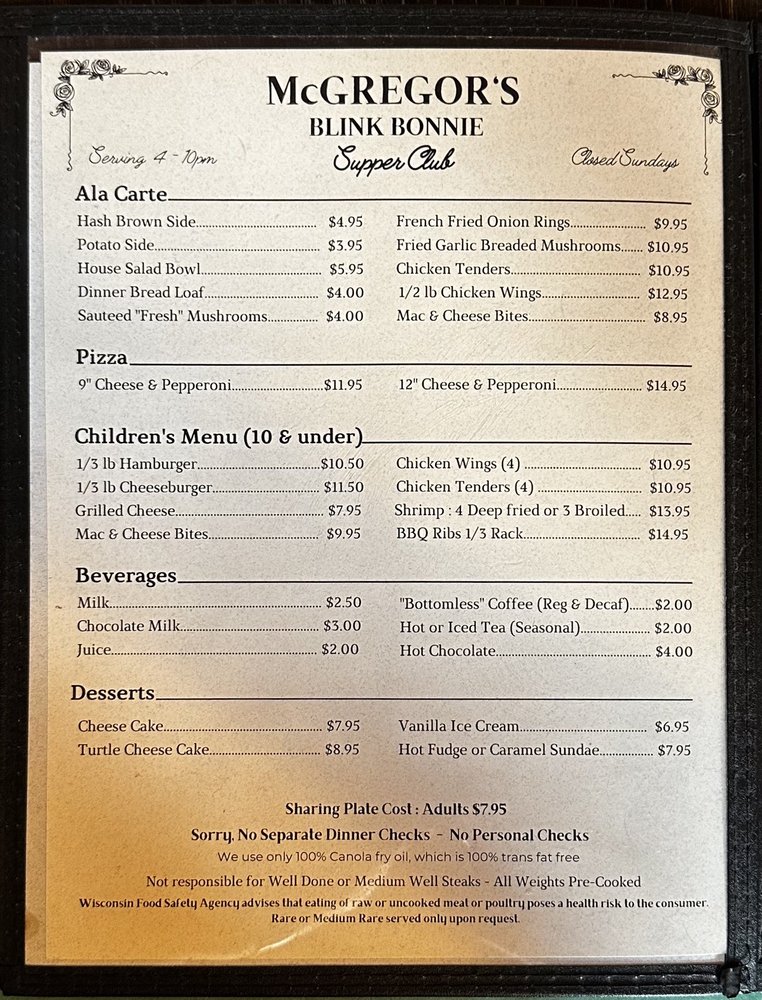 McGREGOR'S
BLINK BONNIE
Serving 4 - 10pm Supper Club Closed Sundays
Ala Carte
Hash Brown Side.............................. $4.95 French Fried Onion Rings...................... $9.95
Potato Side.......................................... $3.95 Fried Garlic Breaded Mushrooms...... $10.95
House Salad Bowl.............................. $5.95 Chicken Tenders................................. $10.95
Dinner Bread Loaf............................. $4.00 1/2 lb Chicken Wings......................... $12.95
Sauteed "Fresh" Mushrooms............... $4.00 Mac & Cheese Bites............................. $8.95
Pizza
9" Cheese & Pepperoni.......................$11.95 12" Cheese & Pepperoni...................... $14.95
Children's Menu (10 & under)
1/3 lb Hamburger...............................$10.50 Chicken Wings (4) .............................. $10.95
1/3 lb Cheeseburger........................... $11.50 Chicken Tenders (4) .......................... $10.95
Grilled Cheese..................................... $7.95 Shrimp : 4 Deep fried or 3 Broiled..... $13.95
Mac & Cheese Bites............................ $9.95 BBQ Ribs 1/3 Rack............................. $14.95
Beverages
Milk...................................................... $2.50 "Bottomless" Coffee (Reg & Decaf).......$2.00
Chocolate Milk................................... $3.00 Hot or Iced Tea (Seasonal)................... $2.00
Juice.................................................... $2.00 Hot Chocolate....................................... $4.00
Desserts
Cheese Cake........................................ $7.95 Vanilla Ice Cream................................ $6.95
Turtle Cheese Cake............................ $8.95 Hot Fudge or Caramel Sundae.............. $7.95
Sharing Plate Cost : Adults $7.95
Sorry, No Separate Dinner Checks - No Personal Checks
We use only 100% Canola fry oil, which is 100% trans fat free
Not responsible for Well Done or Medium Well Steaks - All Weights Pre-Cooked
Wisconsin Food Safety Agency advises that eating of raw or uncooked meat or poultry poses a health risk to the consumer.
Rare or Medium Rare served only upon request.